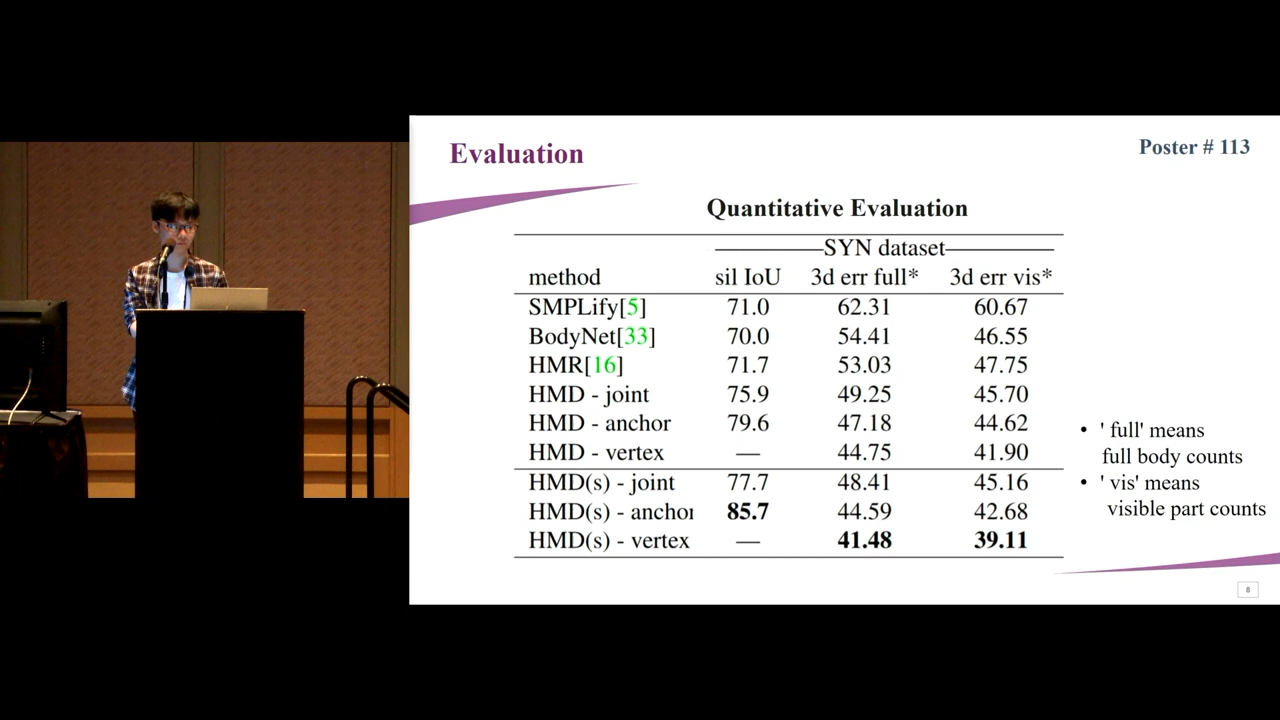 Evaluation
Poster # 113
Quantitative Evaluation
SYN dataset
method sil IoU 3d err full* 3d err vis*
SMPLify[5] 71.0 62.31 60.67
BodyNet[33] 70.0 54.41 46.55
HMR[16] 71.7 53.03 47.75
HMD - joint 75.9 49.25 45.70
HMD - anchor 79.6 47.18 44.62
HMD - vertex — 44.75 41.90
HMD(s) - joint 77.7 48.41 45.16
HMD(s) - anchor 85.7 44.59 42.68
HMD(s) - vertex — 41.48 39.11
• ' full' means
full body counts
• ' vis' means
visible part counts
8